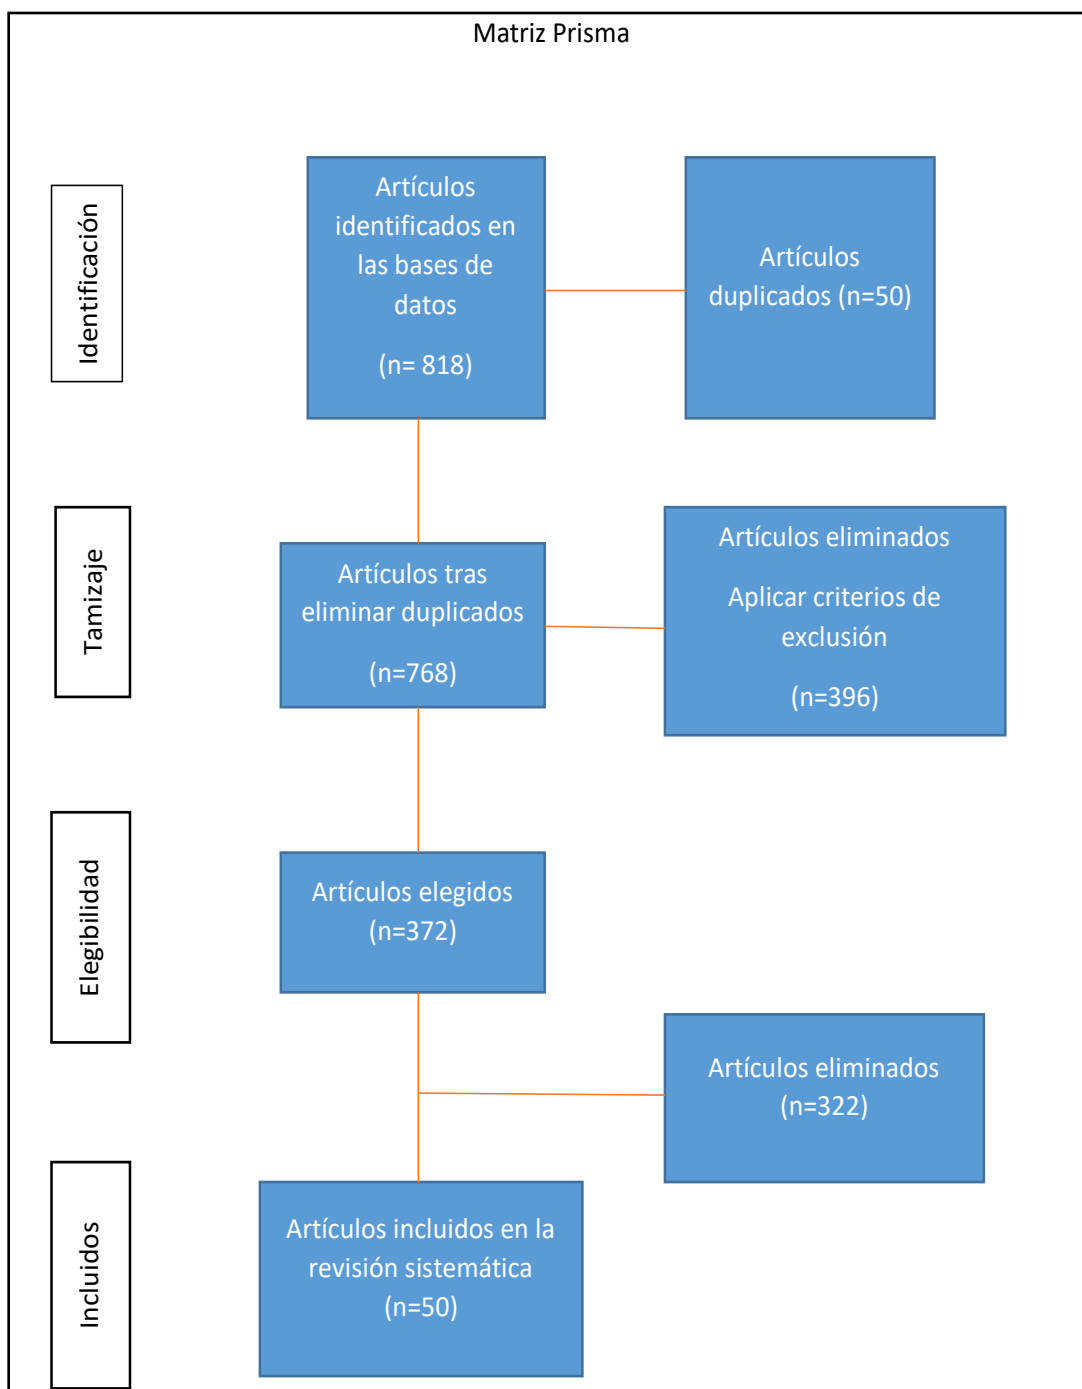 Matriz Prisma
Identificación
Artículos
identificados en
las bases de
datos
(n= 818)
Artículos
duplicados (n=50)
Tamizaje
Artículos tras
eliminar duplicados
(n=768)
Artículos eliminados
Aplicar criterios de
exclusión
(n=396)
Elegibilidad
Artículos elegidos
(n=372)
Artículos eliminados
(n=322)
Incluidos
Artículos incluidos en la
revisión sistemática
(n=50)